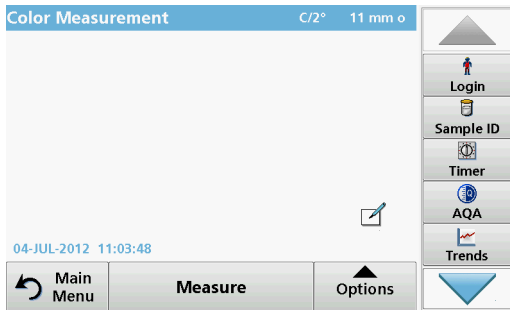 Color Measurement C/2° 11 mm o
Login
Sample ID
Timer
AQA
Trends
04-JUL-2012 11:03:48
Main
Menu
Measure
Options